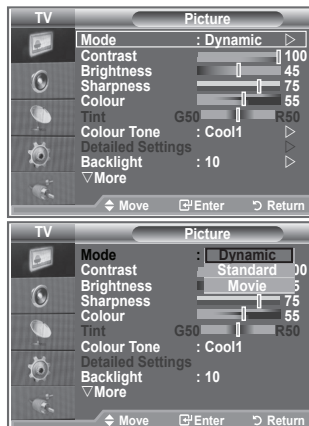 TV Picture
Mode : Dynamic
Contrast 100
Brightness 45
Sharpness 75
Colour 55
Tint G50 R50
Colour Tone : Cool1
Detailed Settings
Backlight : 10
▽More
Move Enter Return
TV Picture
Mode : Dynamic
Contrast Standard 00
Brightness Movie 5
Sharpness 75
Colour 55
Tint G50 R50
Colour Tone : Cool1
Detailed Settings
Backlight : 10
▽More
Move Enter Return